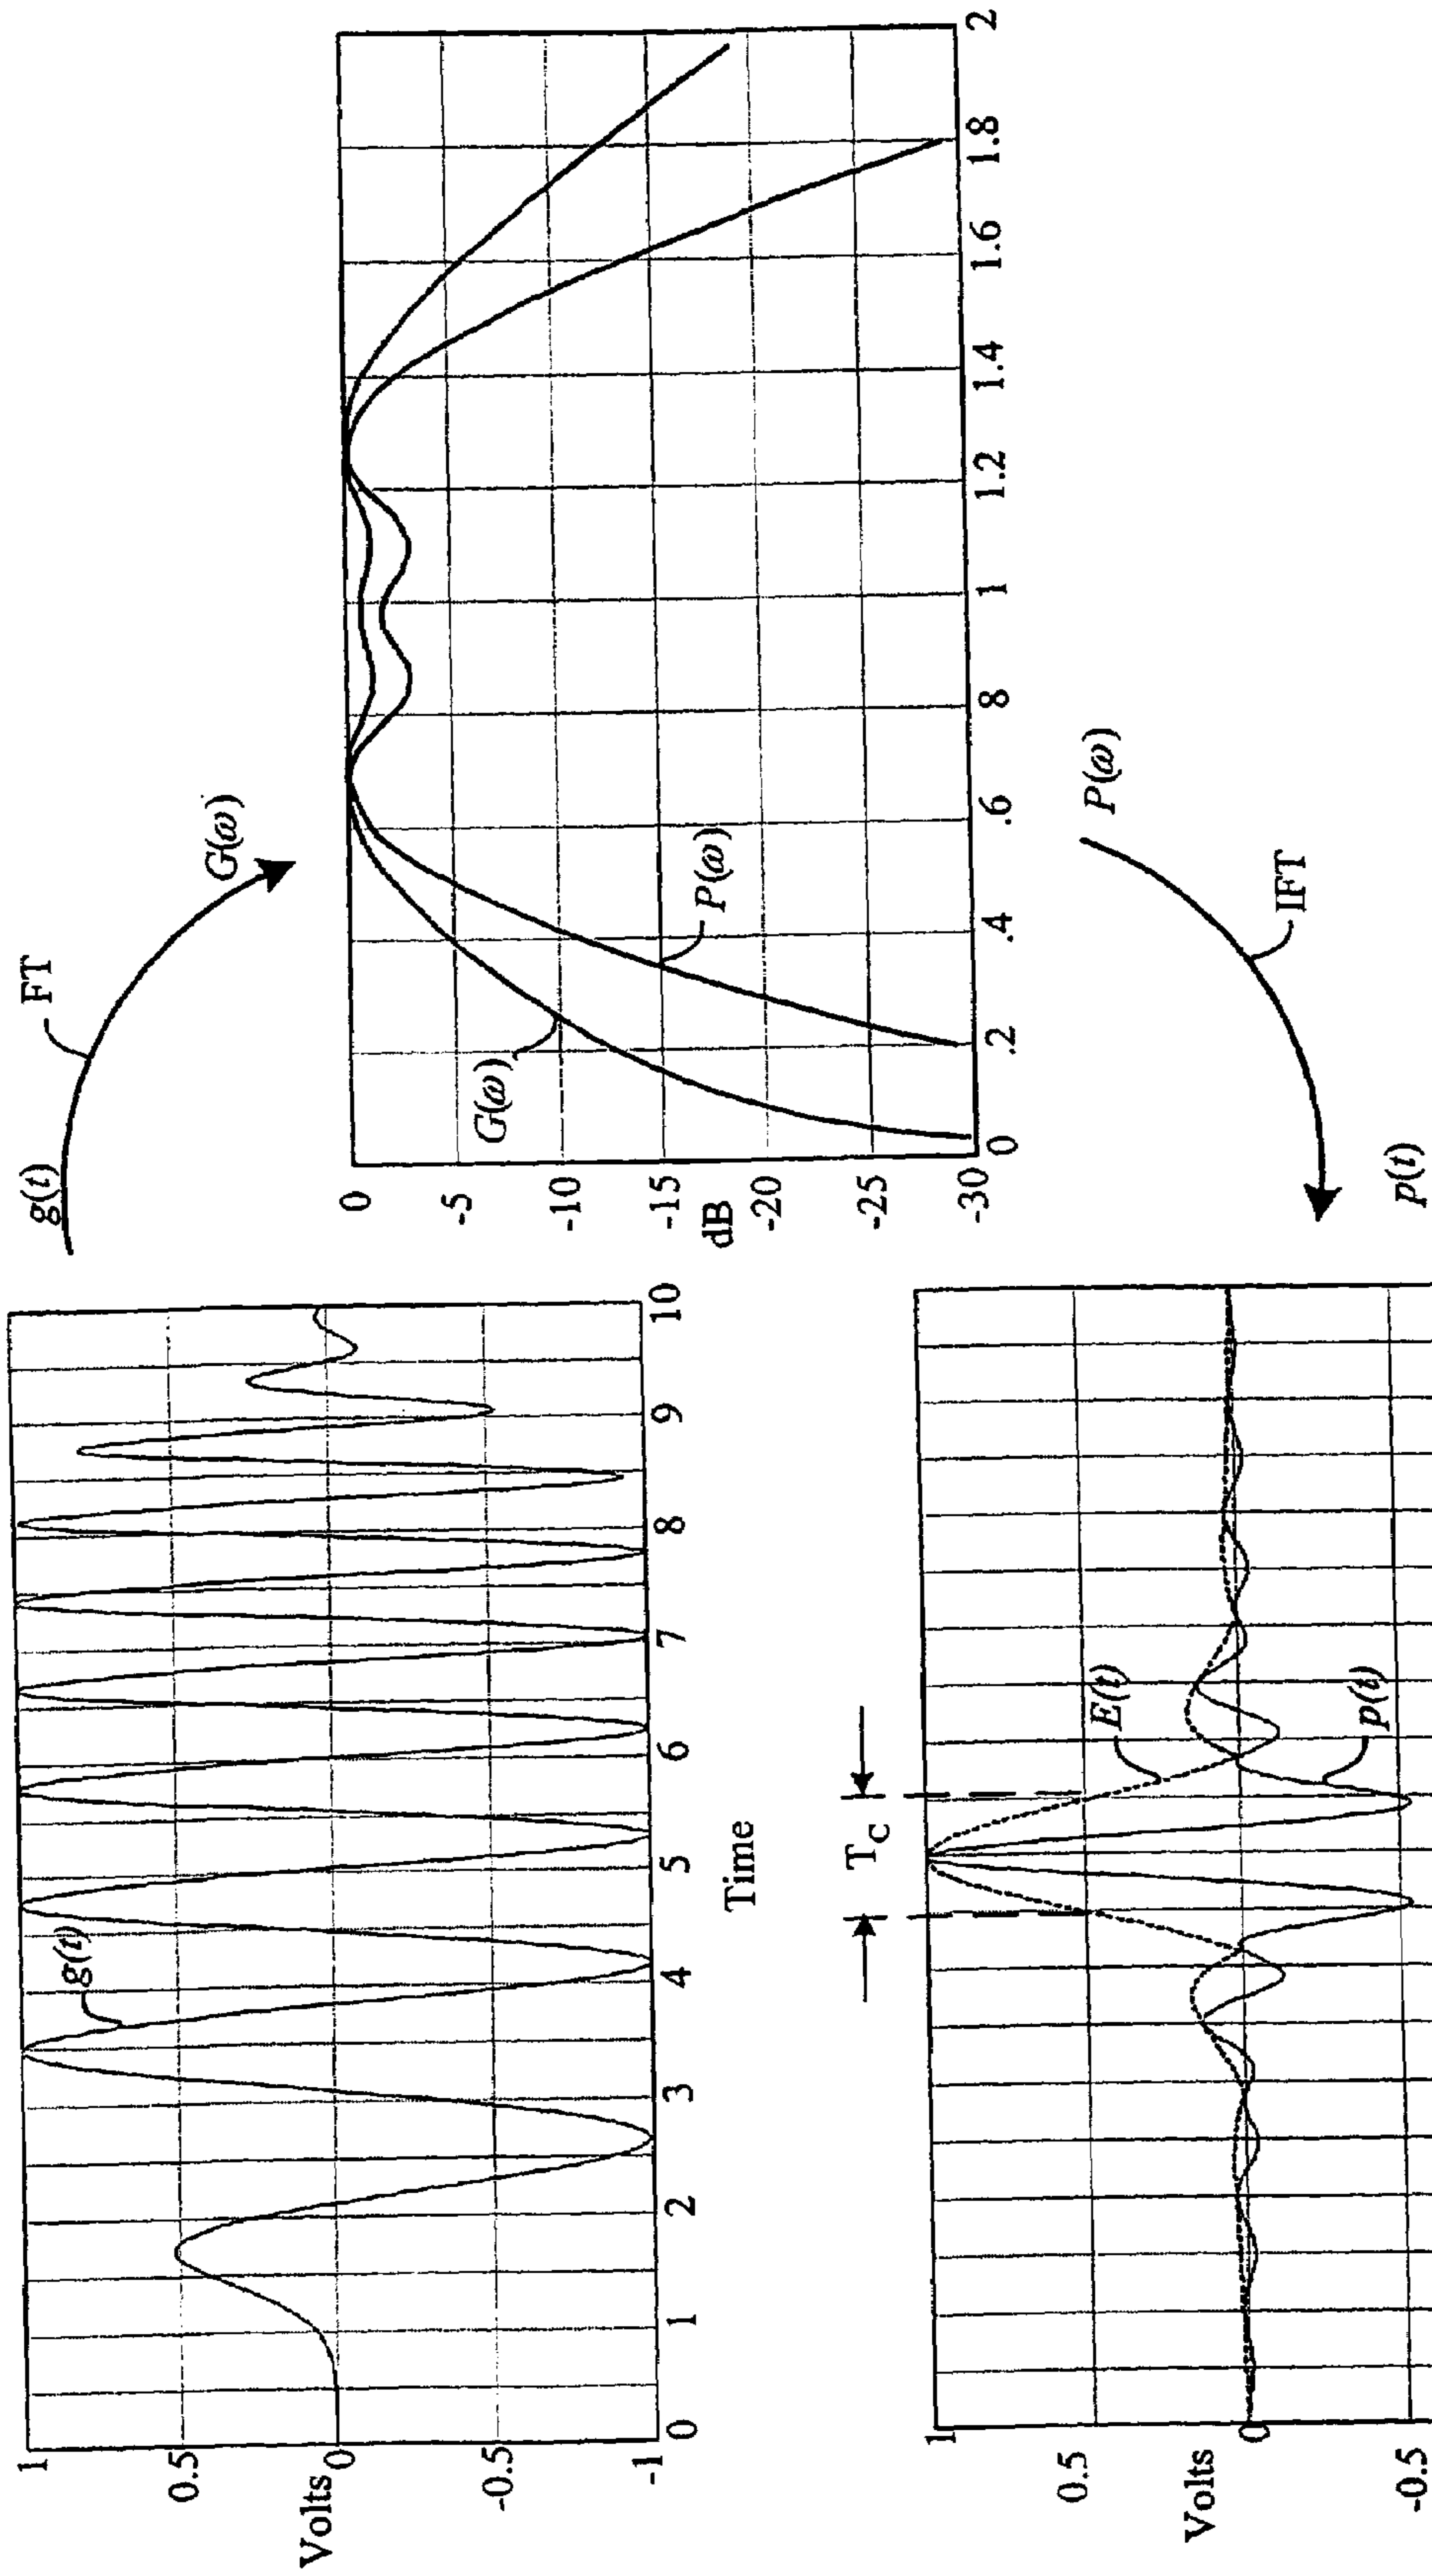 g(t)
FT
G(ω)
1
0.5
Volts
0
-0.5
-1
g(t)
0
1
2
3
4
5
6
7
8
9
10
Time
0
-5
-10
-15
dB
-20
-25
-30
G(ω)
P(ω)
0
.2
.4
.6
8
1
1.2
1.4
1.6
1.8
2
P(ω)
IFT
p(t)
T_C
1
0.5
Volts
0
-0.5
E(t)
p(t)